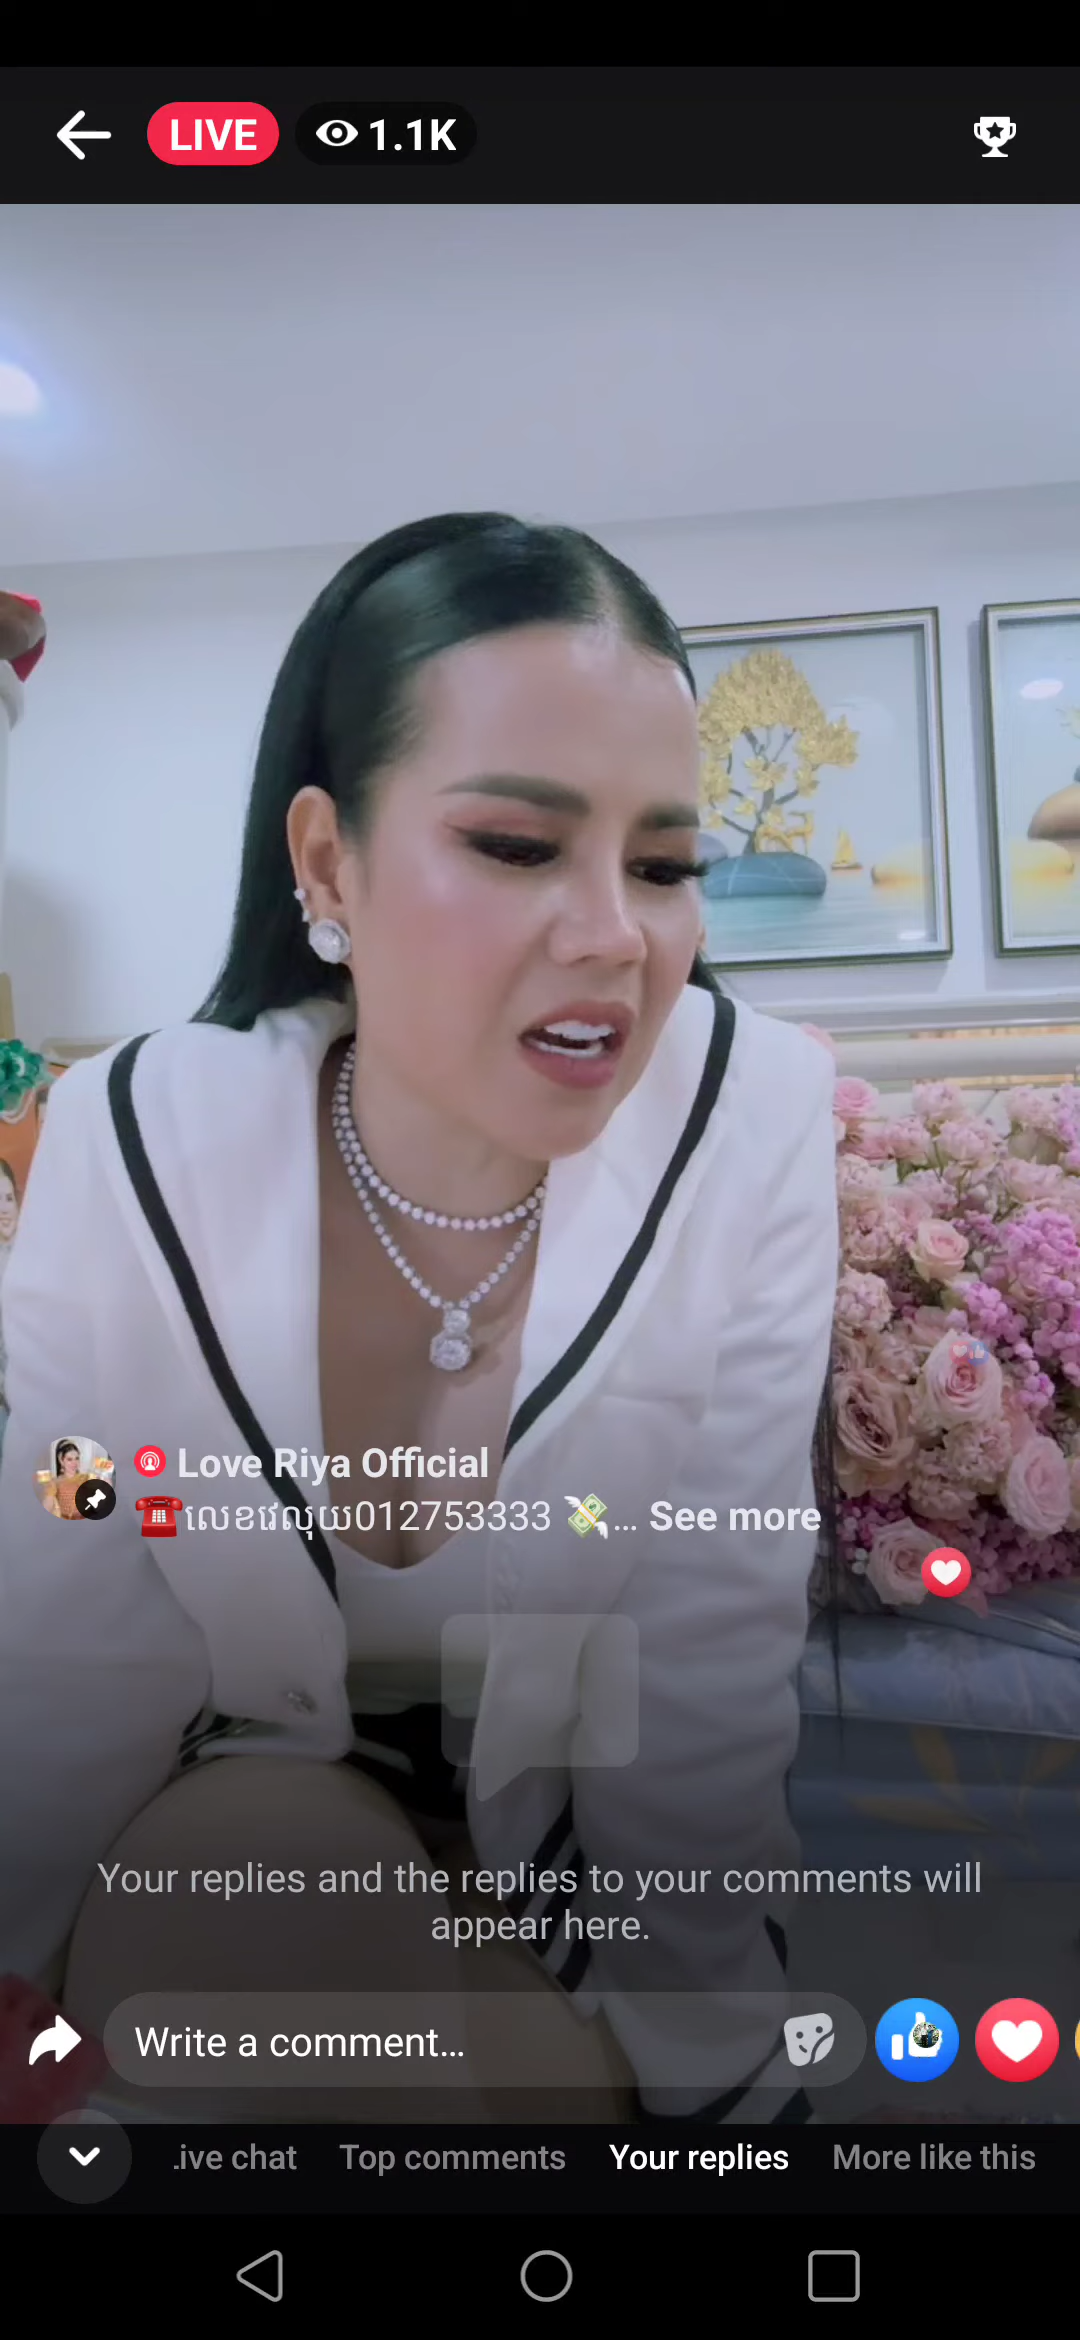 LIVE 1.1K
Love Riya Official
☎️លេខវេលុយ012753333 💸... See more
Your replies and the replies to your comments will
appear here.
Write a comment...
.ive chat Top comments Your replies More like this